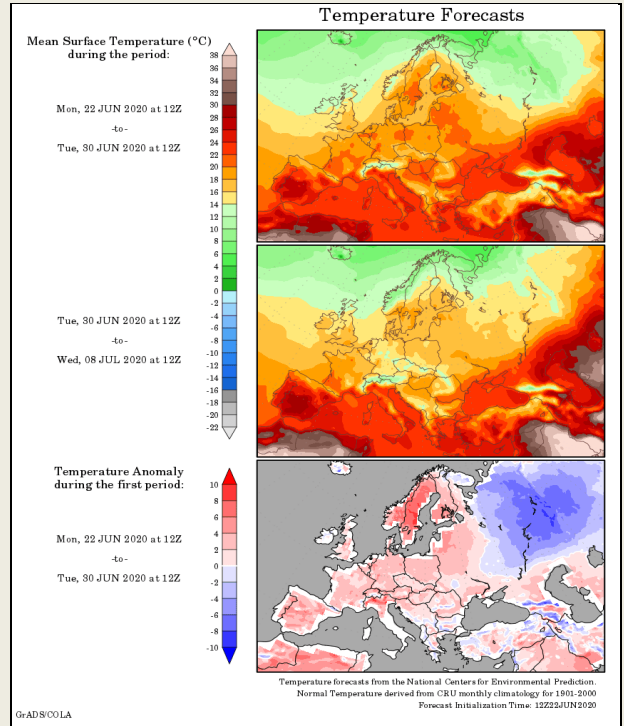 Temperature Forecasts
Mean Surface Temperature (°C)
during the period:
Mon, 22 JUN 2020 at 12Z
-to-
Tue, 30 JUN 2020 at 12Z
38
36
34
32
30
28
26
24
22
20
18
16
14
12
10
8
6
4
2
0
-2
-4
-6
-8
-10
-12
-14
-16
-18
-20
-22
Tue, 30 JUN 2020 at 12Z
-to-
Wed, 08 JUL 2020 at 12Z
Temperature Anomaly
during the first period:
Mon, 22 JUN 2020 at 12Z
-to-
Tue, 30 JUN 2020 at 12Z
10
8
6
4
2
0
-2
-4
-6
-8
-10
Temperature forecasts from the National Centers for Environmental Prediction.
Normal Temperature derived from CRU monthly climatology for 1901-2000
Forecast Initialization Time: 12Z22JUN2020
GrADS/COLA